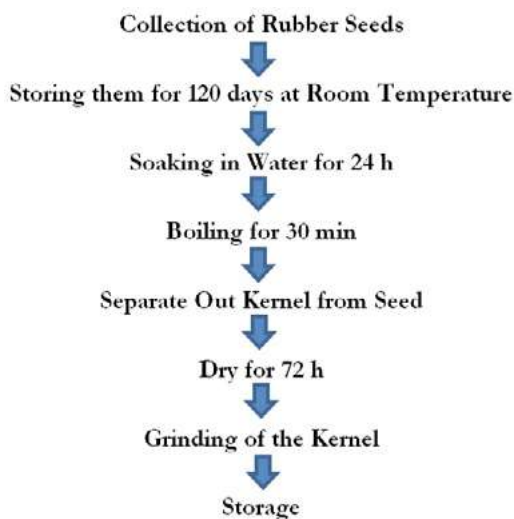 Collection of Rubber Seeds
Storing them for 120 days at Room Temperature
Soaking in Water for 24 h
Boiling for 30 min
Separate Out Kernel from Seed
Dry for 72 h
Grinding of the Kernel
Storage